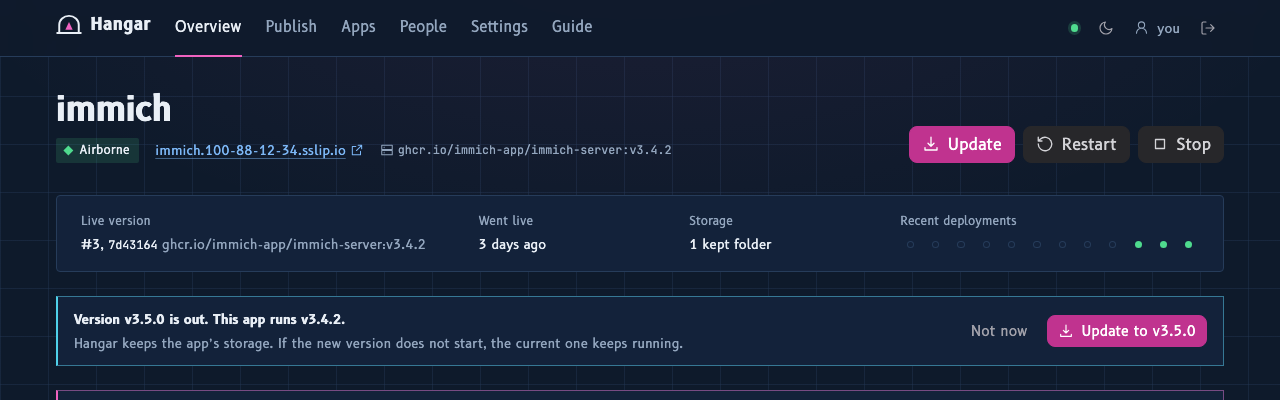 Hangar Overview Publish Apps People Settings Guide you
immich
Airborne immich.100-88-12-34.sslip.io ghcr.io/immich-app/immich-server:v3.4.2
Update Restart Stop
Live version Went live Storage Recent deployments
#3, 7d43164 ghcr.io/immich-app/immich-server:v3.4.2 3 days ago 1 kept folder
Version v3.5.0 is out. This app runs v3.4.2.
Hangar keeps the app's storage. If the new version does not start, the current one keeps running.
Not now Update to v3.5.0